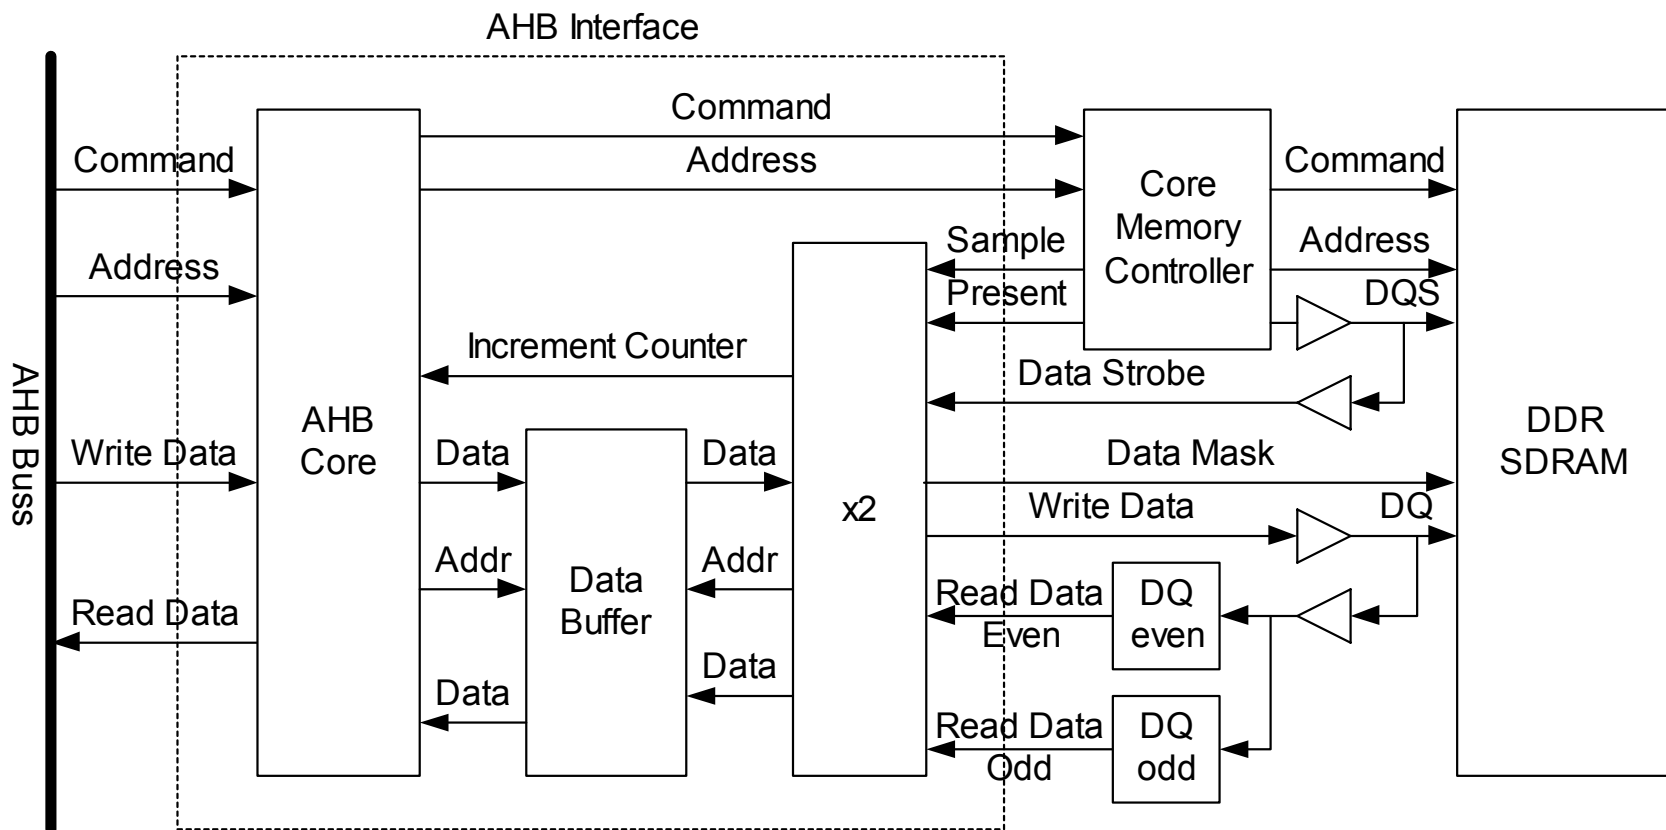 AHB Interface
Command
Command
Address
Command
Address
Address
Core
Memory
Controller
Sample
Present
DQS
Increment Counter
Data Strobe
AHB Buss
AHB
Core
DDR
SDRAM
Write Data
Data
Data
Data Mask
x2
Write Data
DQ
Addr
Addr
Data
Buffer
Read Data
Even
DQ
even
Read Data
Data
Data
Read Data
Odd
DQ
odd